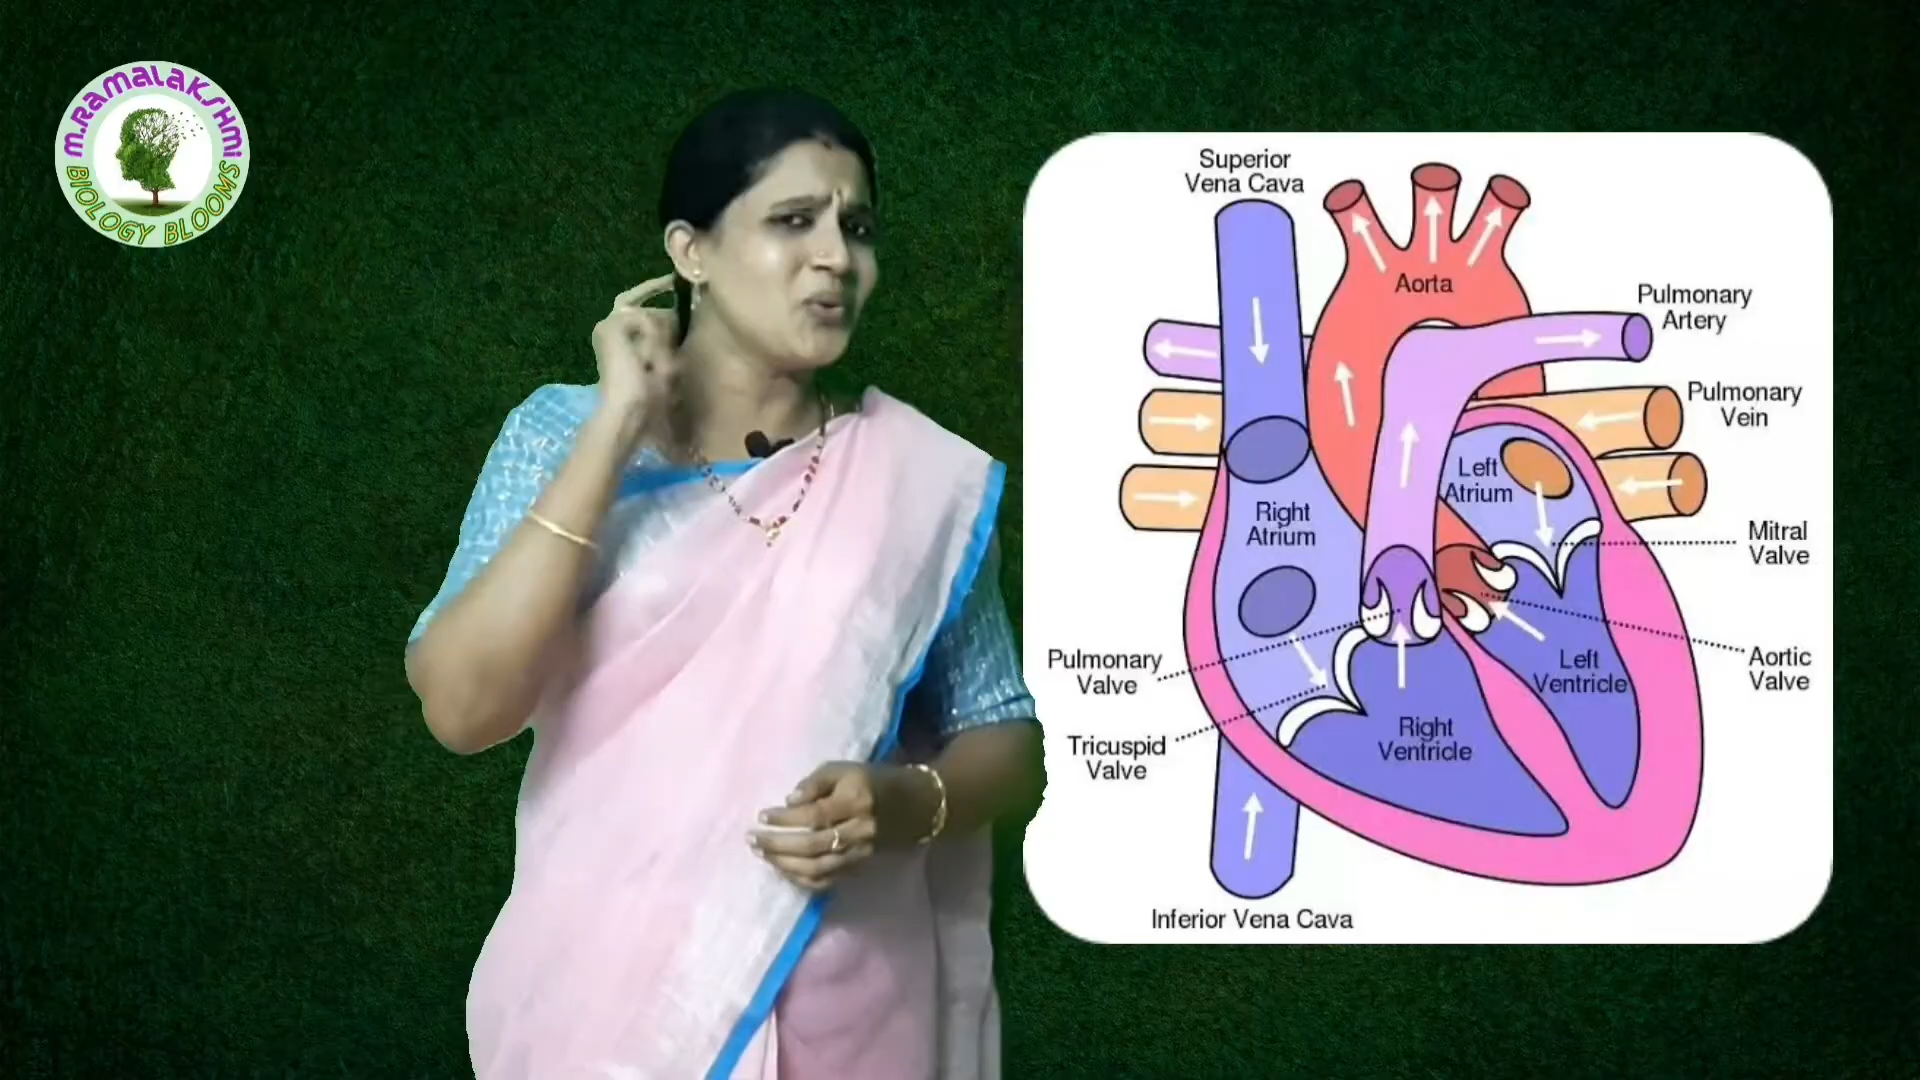 M.RAMALAKSHMI
BIOLOGY BLOOMS
Superior
Vena Cava
Aorta
Pulmonary
Artery
Pulmonary
Vein
Left
Atrium
Right
Atrium
Mitral
Valve
Pulmonary
Valve
Left
Ventricle
Aortic
Valve
Tricuspid
Valve
Right
Ventricle
Inferior Vena Cava